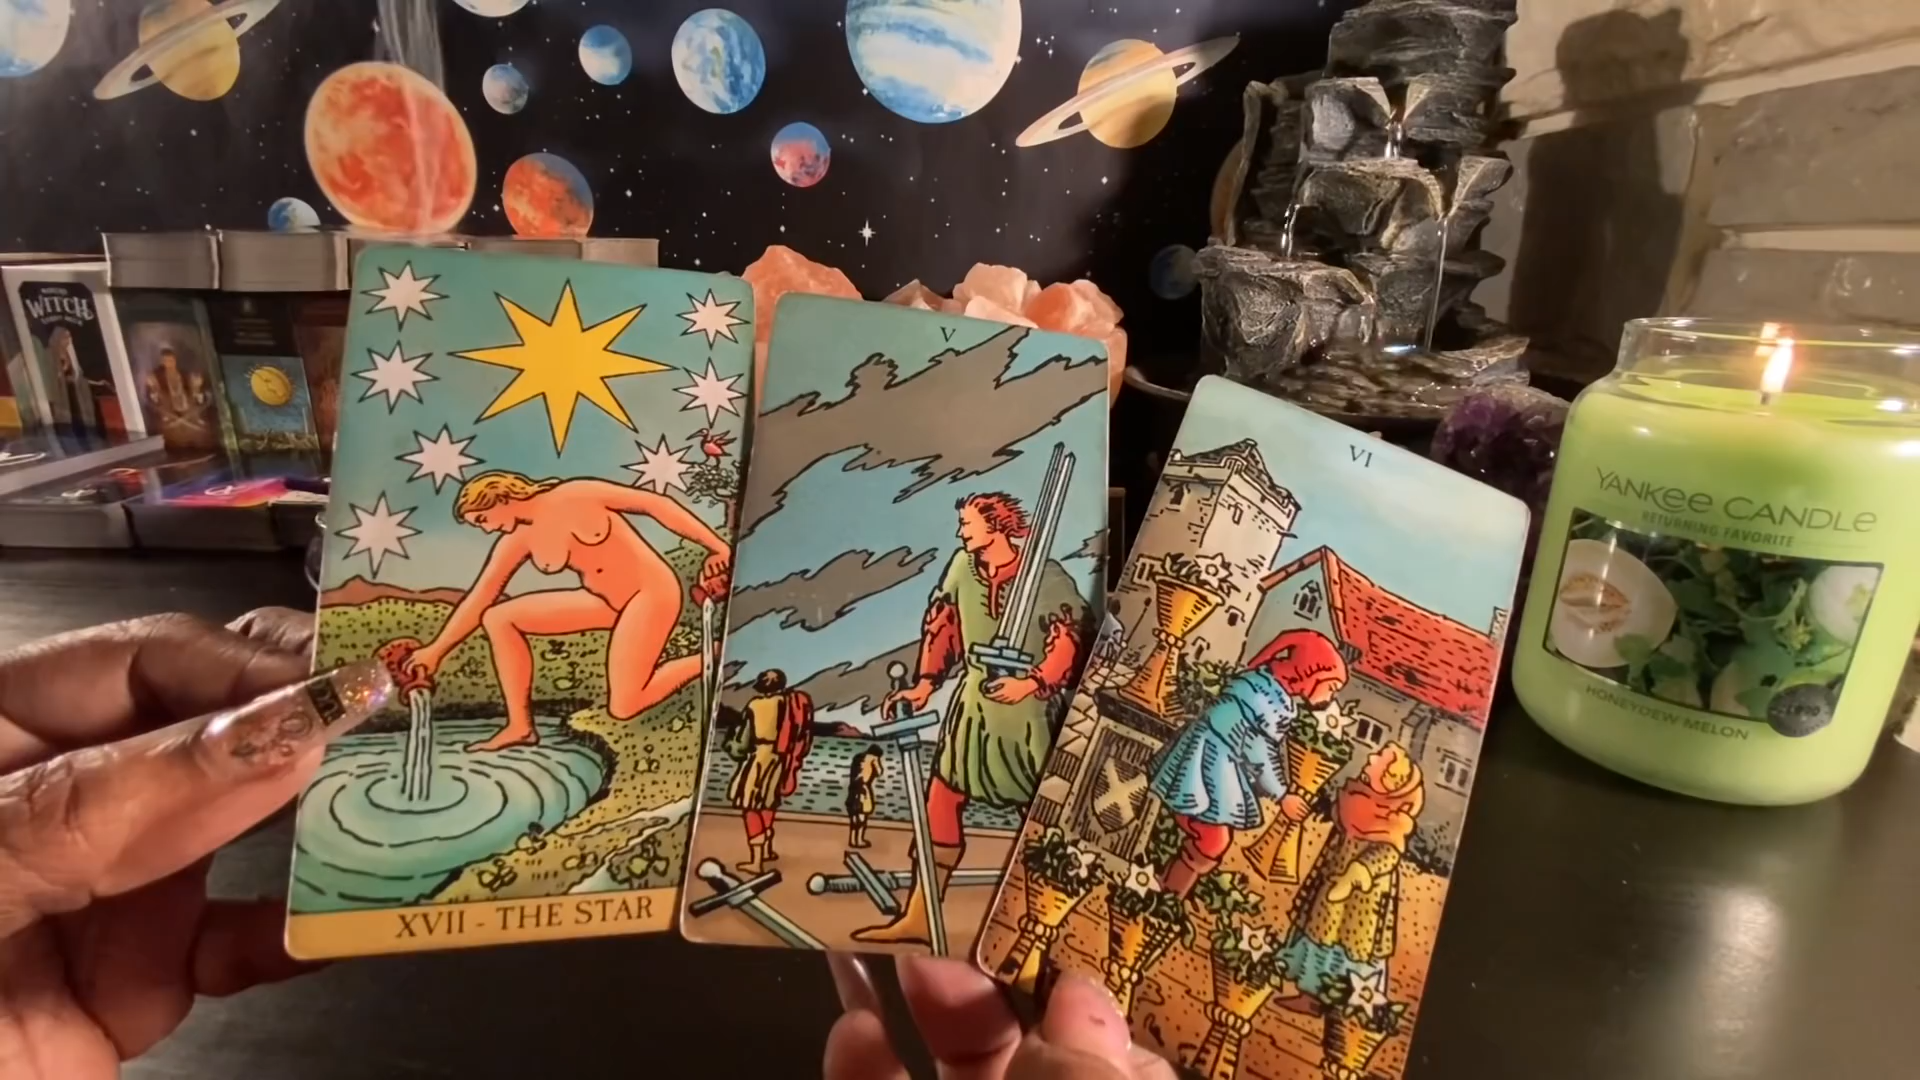 WITCH
V
VI
XVII - THE STAR
YANKEE CANDLE
RETURNING FAVORITE
HONEYDEW MELON